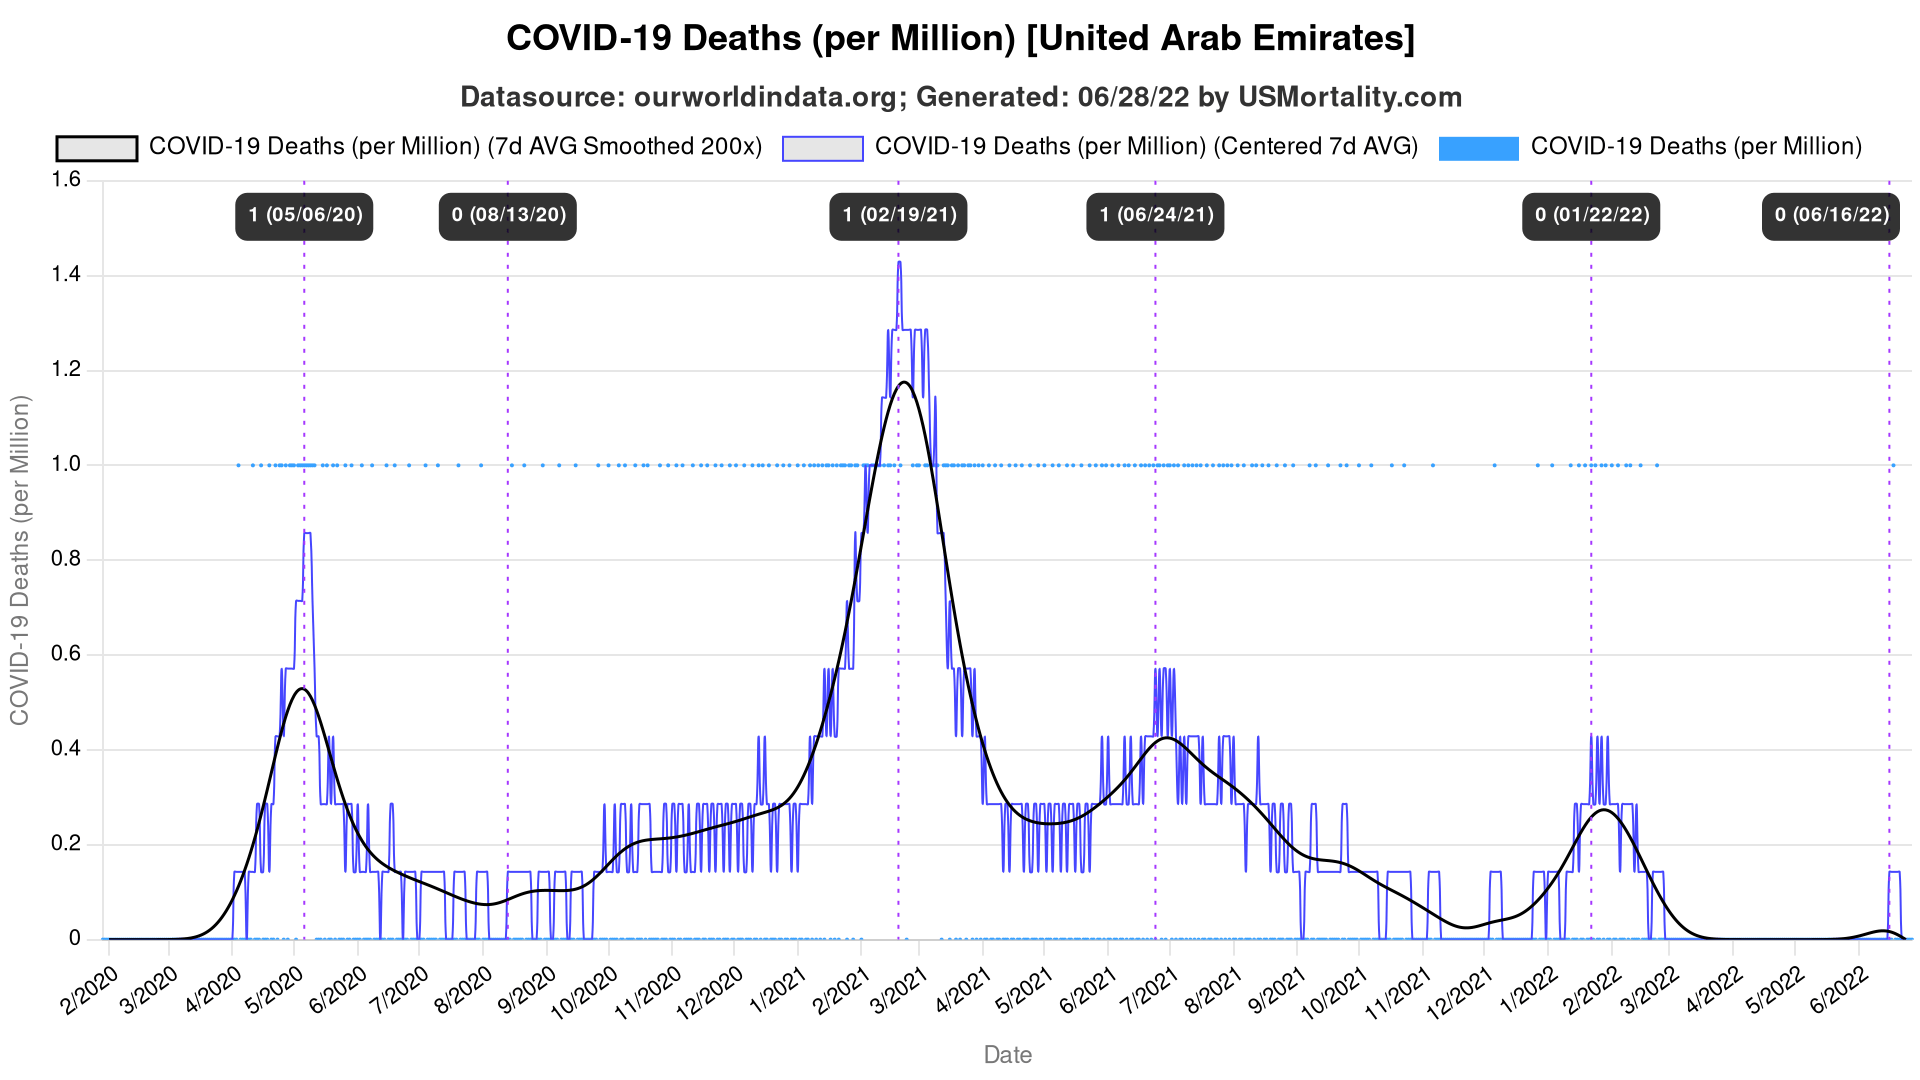 COVID-19 Deaths (per Million) [United Arab Emirates]
Datasource: ourworldindata.org; Generated: 06/28/22 by USMortality.com
COVID-19 Deaths (per Million) (7d AVG Smoothed 200x) COVID-19 Deaths (per Million) (Centered 7d AVG) COVID-19 Deaths (per Million)
1 (05/06/20) 0 (08/13/20) 1 (02/19/21) 1 (06/24/21) 0 (01/22/22) 0 (06/16/22)
COVID-19 Deaths (per Million)
1.6
1.4
1.2
1.0
0.8
0.6
0.4
0.2
0
2/2020 3/2020 4/2020 5/2020 6/2020 7/2020 8/2020 9/2020 10/2020 11/2020 12/2020 1/2021 2/2021 3/2021 4/2021 5/2021 6/2021 7/2021 8/2021 9/2021 10/2021 11/2021 12/2021 1/2022 2/2022 3/2022 4/2022 5/2022 6/2022
Date